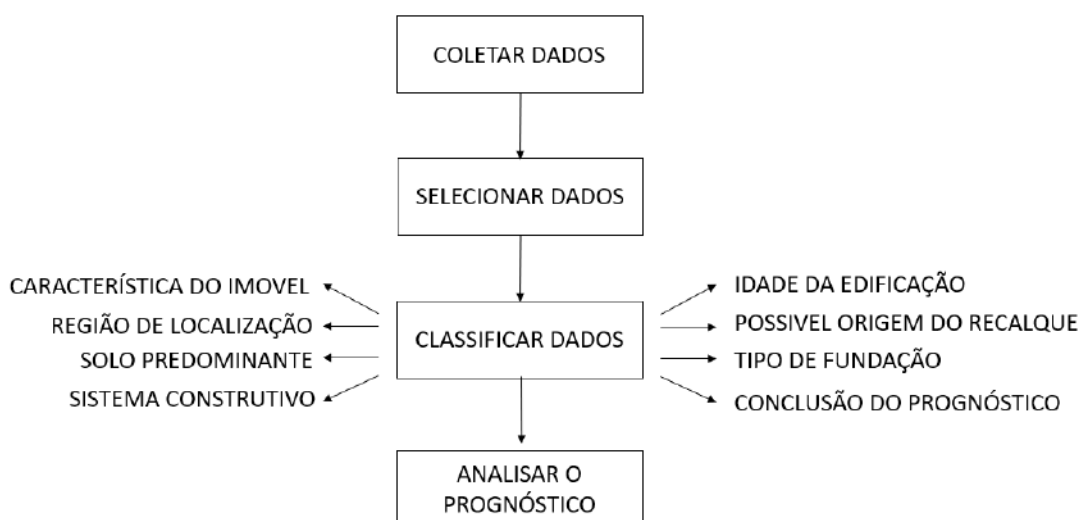 COLETAR DADOS
SELECIONAR DADOS
CARACTERÍSTICA DO IMOVEL
REGIÃO DE LOCALIZAÇÃO
SOLO PREDOMINANTE
SISTEMA CONSTRUTIVO
CLASSIFICAR DADOS
IDADE DA EDIFICAÇÃO
POSSIVEL ORIGEM DO RECALQUE
TIPO DE FUNDAÇÃO
CONCLUSÃO DO PROGNÓSTICO
ANALISAR O
PROGNÓSTICO